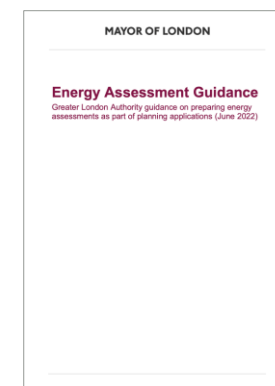 MAYOR OF LONDON
Energy Assessment Guidance
Greater London Authority guidance on preparing energy
assessments as part of planning applications (June 2022)